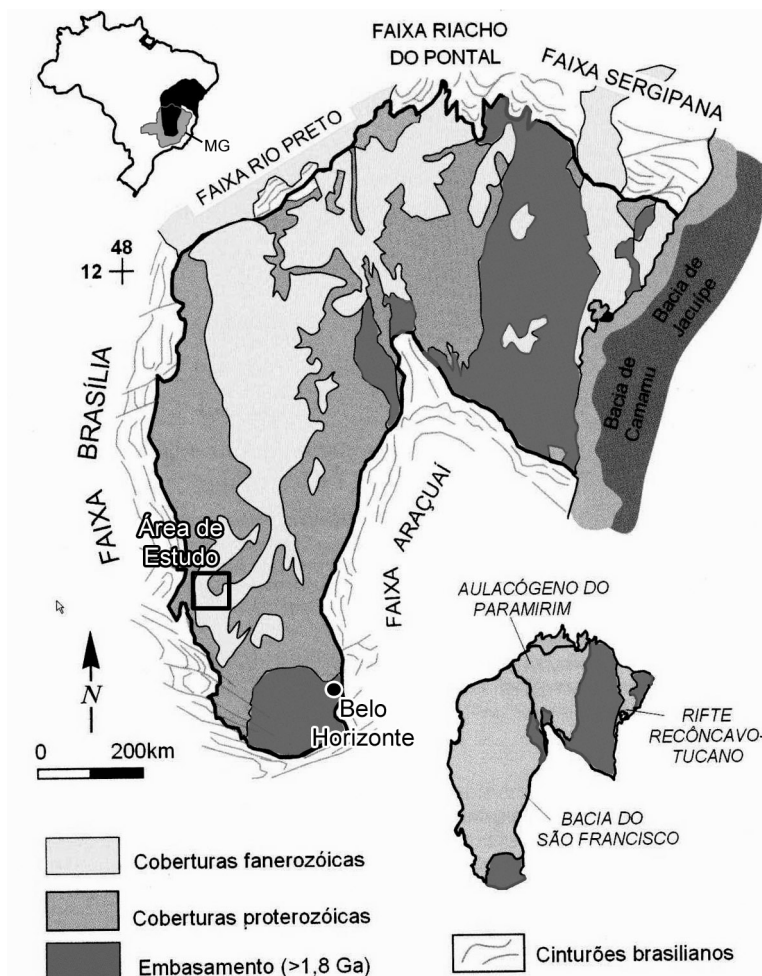 FAIXA RIACHO
DO PONTAL
FAIXA SERGIPANA
MG
FAIXA RIO PRETO
48
12
Bacia de
Jacuípe
Bacia de
Camamu
FAIXA BRASÍLIA
FAIXA ARAÇUAÍ
Área de
Estudo
AULACÓGENO DO
PARAMIRIM
N
Belo
Horizonte
RIFTE
RECÔNCAVO-
TUCANO
0 200km
BACIA DO
SÃO FRANCISCO
Coberturas fanerozóicas
Coberturas proterozóicas
Embasamento (>1,8 Ga)
Cinturões brasilianos